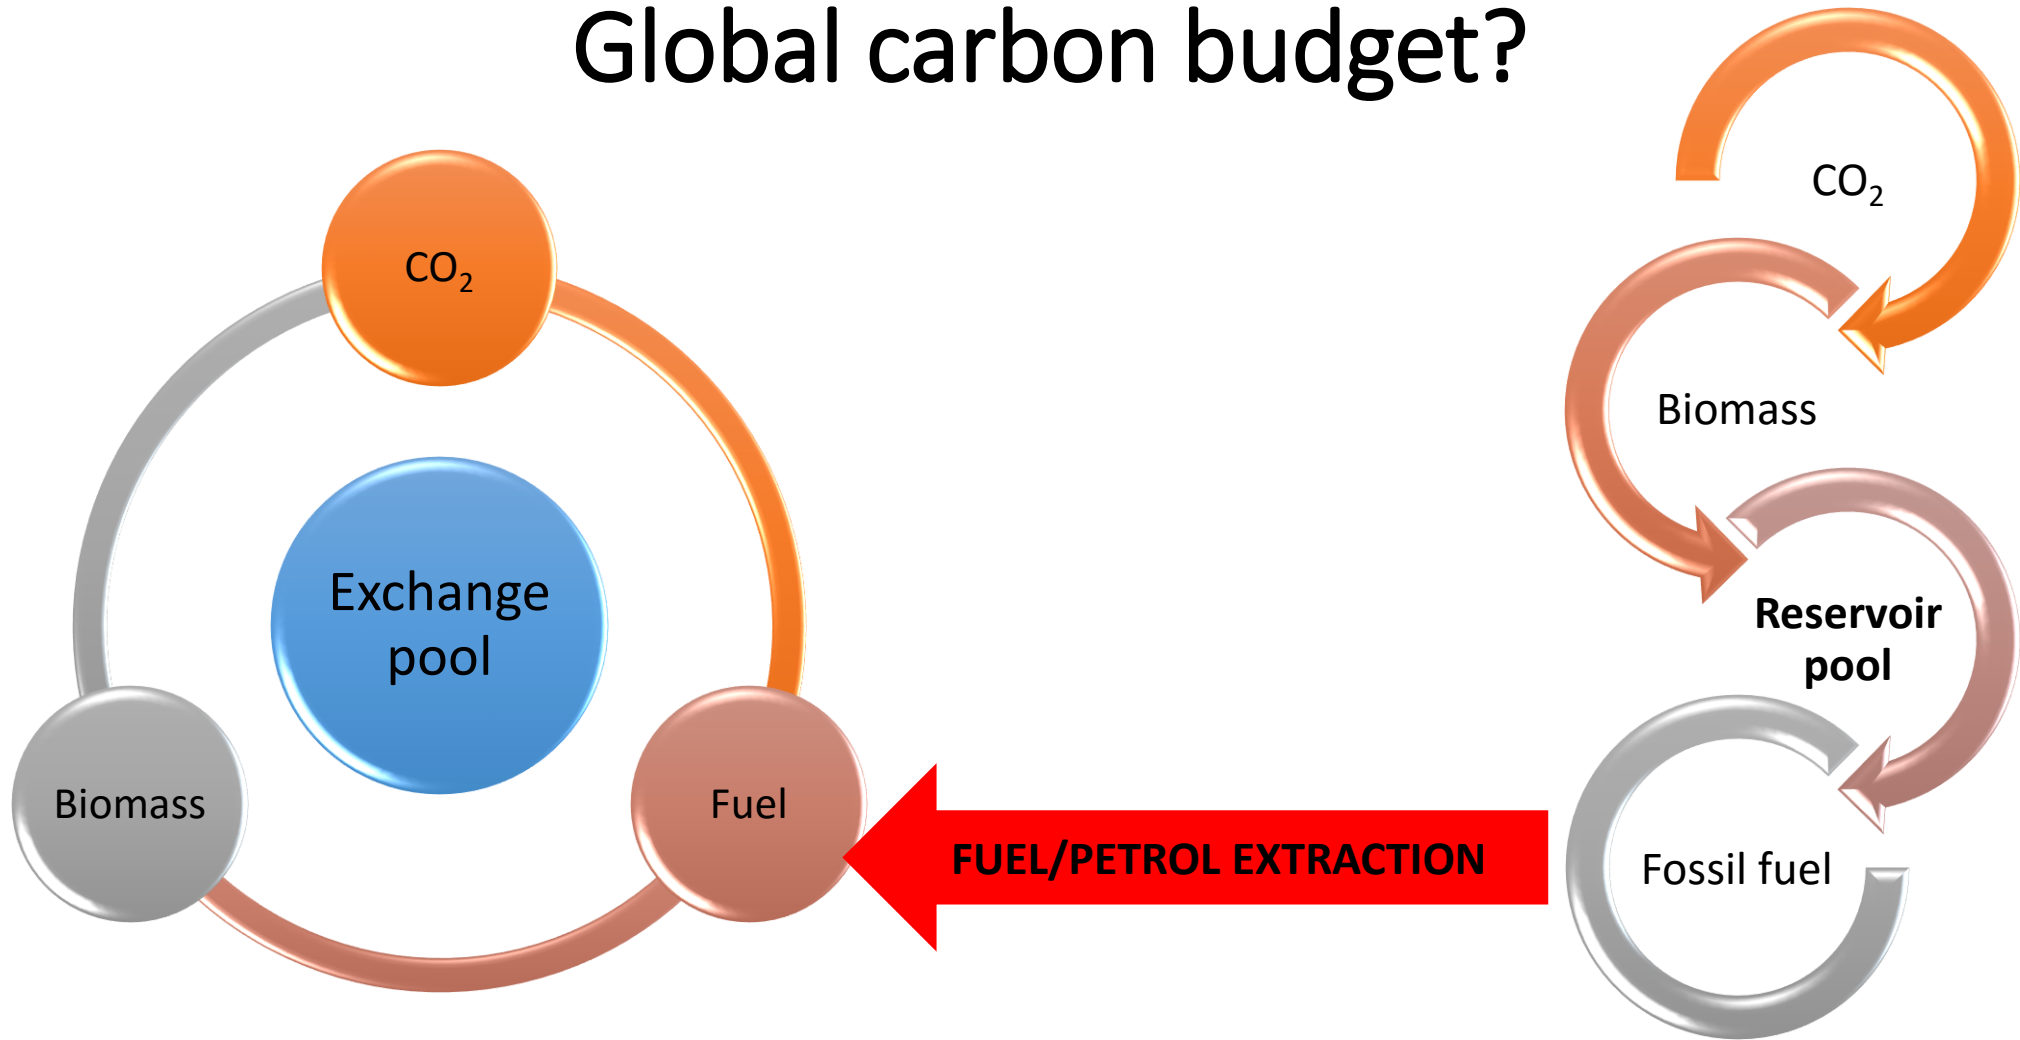 Global carbon budget?
CO₂
Exchange
pool
Biomass
Fuel
FUEL/PETROL EXTRACTION
CO₂
Biomass
Reservoir
pool
Fossil fuel